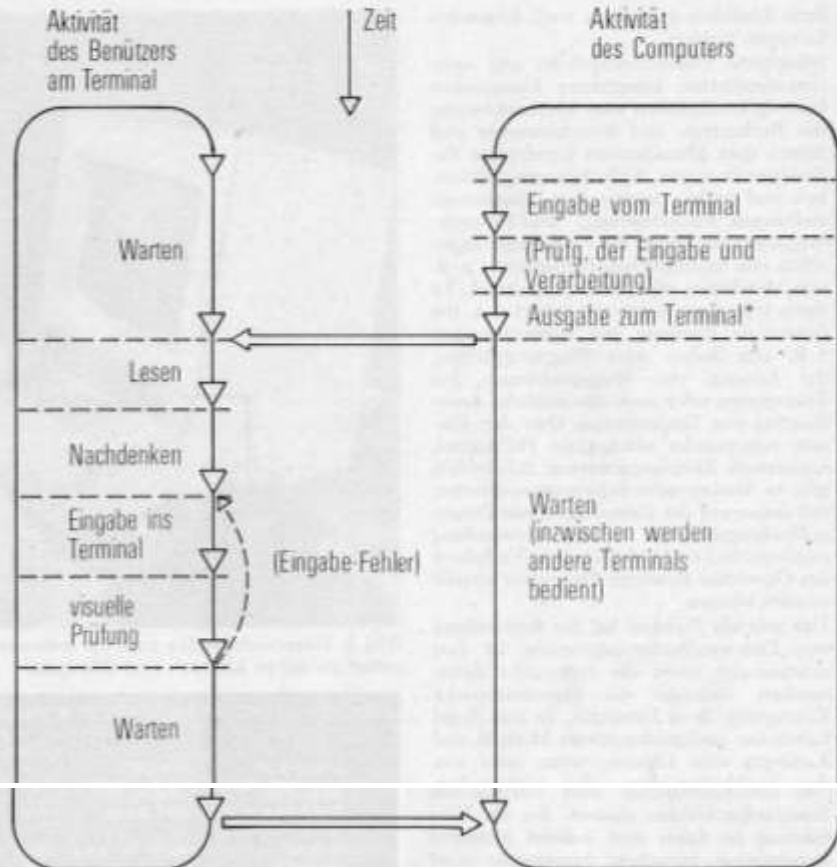 Aktivität
des Benützers
am Terminal
Zeit
Aktivität
des Computers
Warten
Eingabe vom Terminal
(Prüfg. der Eingabe und
Verarbeitung)
Ausgabe zum Terminal*
Lesen
Nachdenken
Eingabe ins
Terminal
(Eingabe-Fehler)
visuelle
Prüfung
Warten
(inzwischen werden
andere Terminals
bedient)
Warten